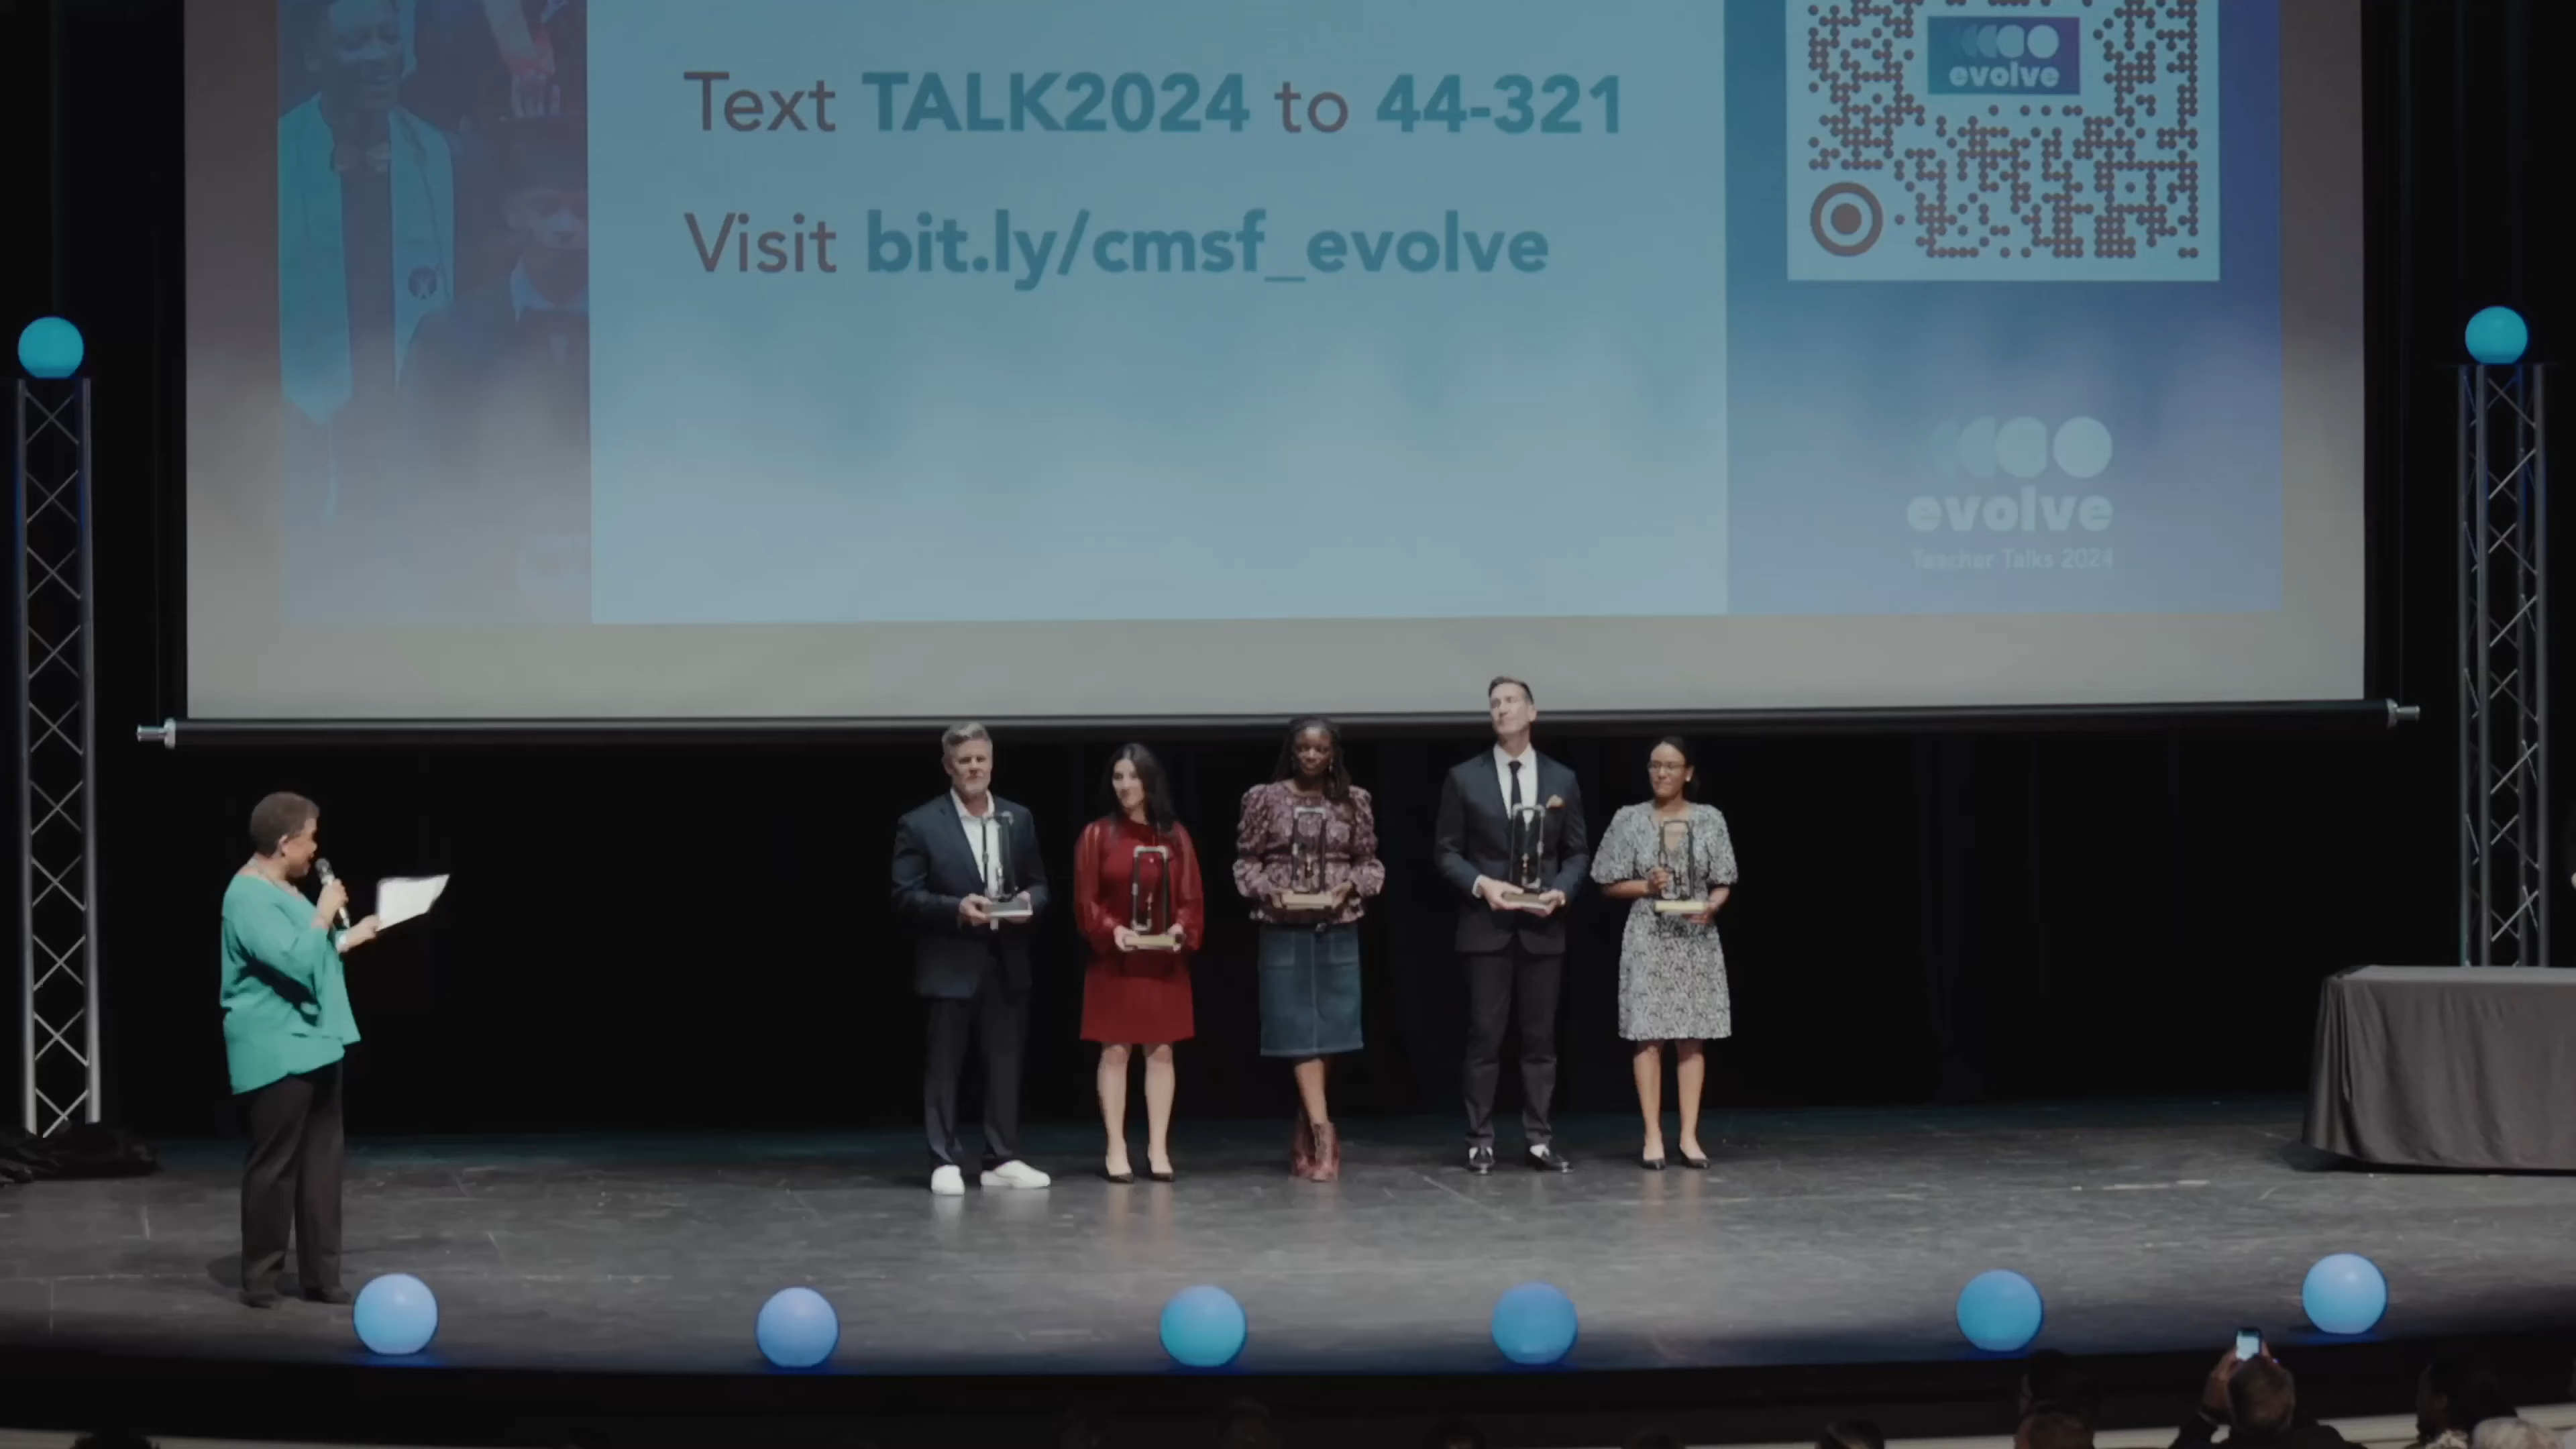 evolve
Text TALK2024 to 44-321
Visit bit.ly/cmsf_evolve
evolve
Teacher Talks 2024